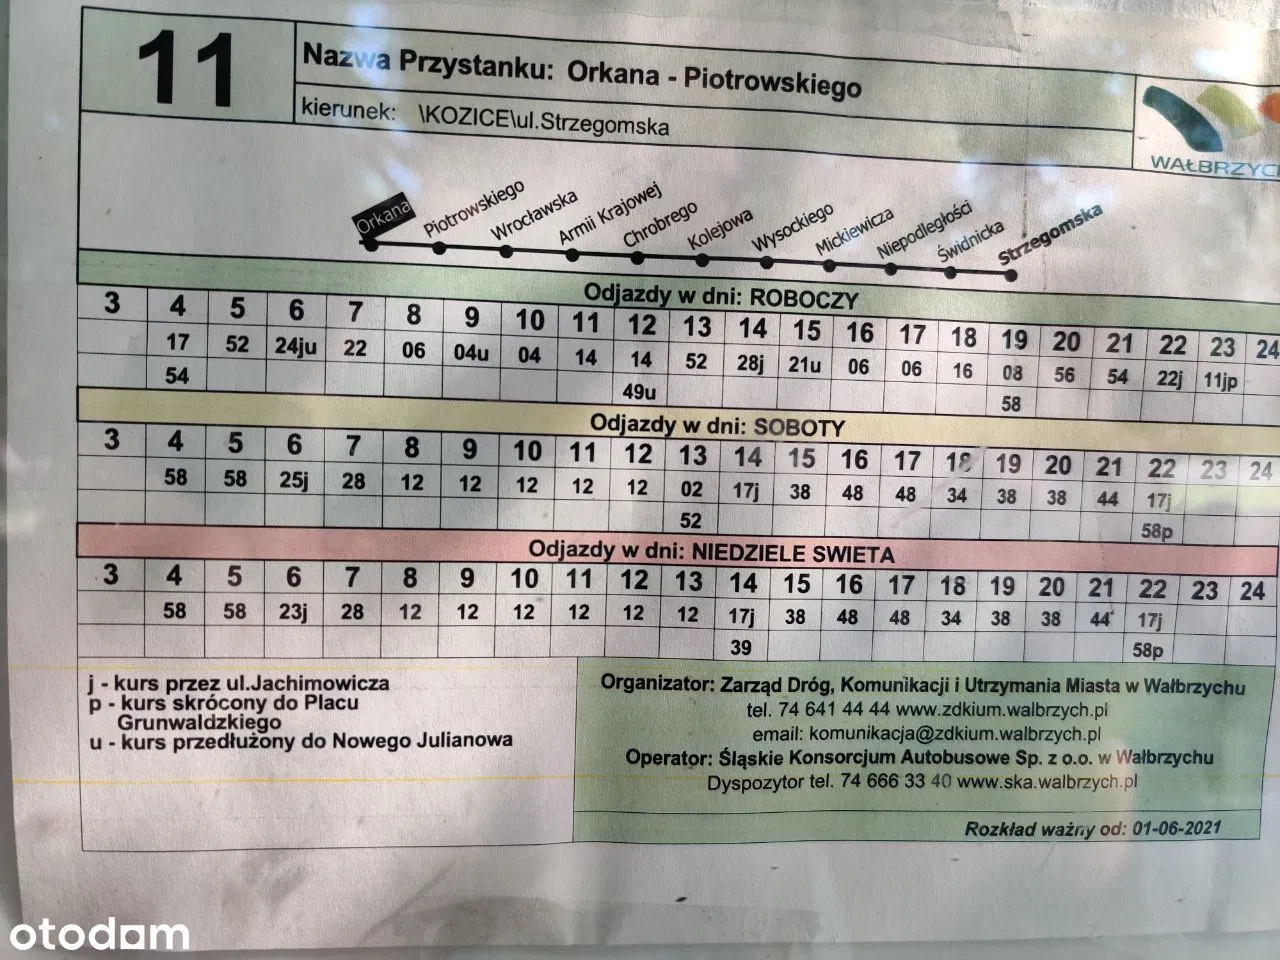 11
Nazwa Przystanku: Orkana - Piotrowskiego
kierunek: \KOZICE\ul.Strzegomska
WAŁBRZYCH
Orkana Piotrowskiego Wrocławska Armii Krajowej Chrobrego Kolejowa Wysockiego Mickiewicza Niepodległości Świdnicka Strzegomska
Odjazdy w dni: ROBOCZY
3 4 5 6 7 8 9 10 11 12 13 14 15 16 17 18 19 20 21 22 23 24
17 52 24ju 22 06 04u 04 14 14 52 28j 21u 06 06 16 08 56 54 22j 11jp
54 49u 58
Odjazdy w dni: SOBOTY
3 4 5 6 7 8 9 10 11 12 13 14 15 16 17 18 19 20 21 22 23 24
58 58 25j 28 12 12 12 12 12 02 17j 38 48 48 34 38 38 44 17j
52 58p
Odjazdy w dni: NIEDZIELE SWIETA
3 4 5 6 7 8 9 10 11 12 13 14 15 16 17 18 19 20 21 22 23 24
58 58 23j 28 12 12 12 12 12 12 17j 38 48 48 34 38 38 44 17j
39 58p
j - kurs przez ul.Jachimowicza
p - kurs skrócony do Placu
Grunwaldzkiego
u - kurs przedłużony do Nowego Julianowa
Organizator: Zarząd Dróg, Komunikacji i Utrzymania Miasta w Wałbrzychu
tel. 74 641 44 44 www.zdkium.walbrzych.pl
email: komunikacja@zdkium.walbrzych.pl
Operator: Śląskie Konsorcjum Autobusowe Sp. z o.o. w Wałbrzychu
Dyspozytor tel. 74 666 33 40 www.ska.walbrzych.pl
Rozkład ważny od: 01-06-2021
otodom